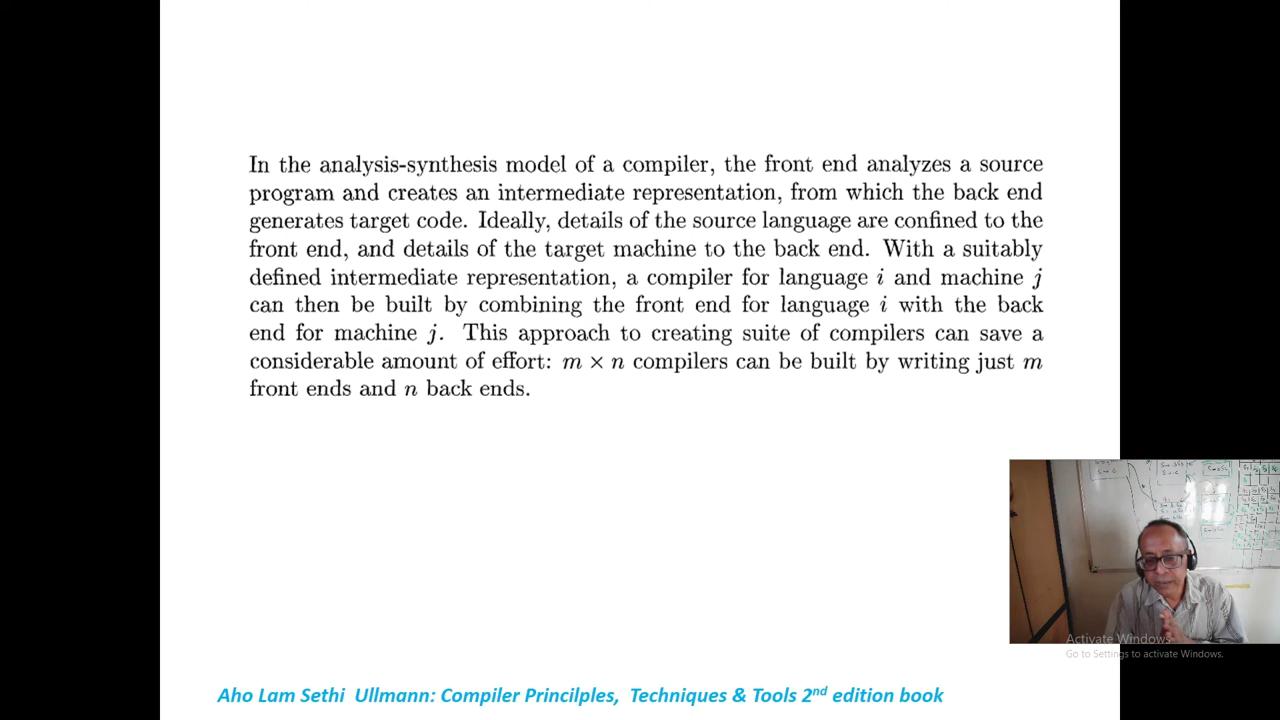 In the analysis-synthesis model of a compiler, the front end analyzes a source
program and creates an intermediate representation, from which the back end
generates target code. Ideally, details of the source language are confined to the
front end, and details of the target machine to the back end. With a suitably
defined intermediate representation, a compiler for language i and machine j
can then be built by combining the front end for language i with the back
end for machine j. This approach to creating suite of compilers can save a
considerable amount of effort: m × n compilers can be built by writing just m
front ends and n back ends.
Activate Windows
Go to Settings to activate Windows.
Aho Lam Sethi Ullmann: Compiler Princilples, Techniques & Tools 2nd edition book